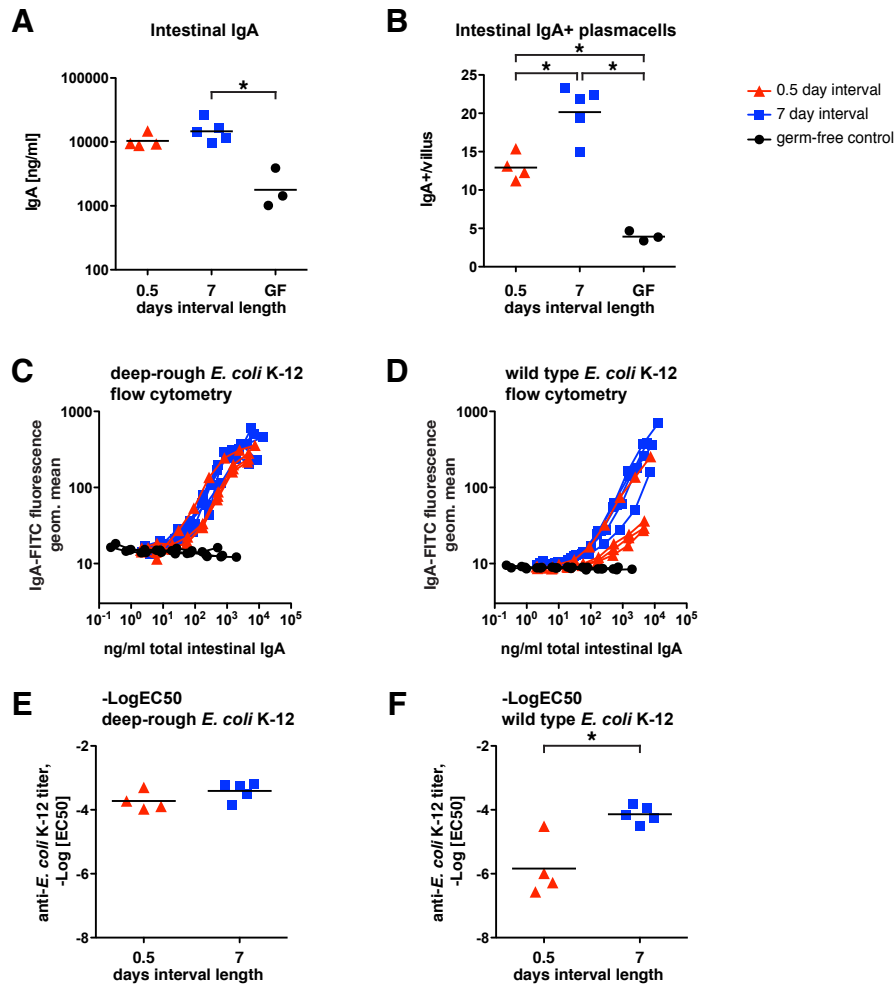 A
Intestinal IgA
*
100000
10000
1000
100
IgA [ng/ml]
0.5
7
GF
days interval length
B
Intestinal IgA+ plasmacells
*
*
*
25
20
15
10
5
0
IgA+/villus
0.5
7
GF
days interval length
0.5 day interval
7 day interval
germ-free control
C
deep-rough E. coli K-12
flow cytometry
1000
100
10
IgA-FITC fluorescence
geom. mean
10-1 100 101 102 103 104 105
ng/ml total intestinal IgA
D
wild type E. coli K-12
flow cytometry
1000
100
10
IgA-FITC fluorescence
geom. mean
10-1 100 101 102 103 104 105
ng/ml total intestinal IgA
E
-LogEC50
deep-rough E. coli K-12
-2
-4
-6
-8
anti-E. coli K-12 titer,
-Log [EC50]
0.5
7
days interval length
F
-LogEC50
wild type E. coli K-12
*
-2
-4
-6
-8
anti-E. coli K-12 titer,
-Log [EC50]
0.5
7
days interval length